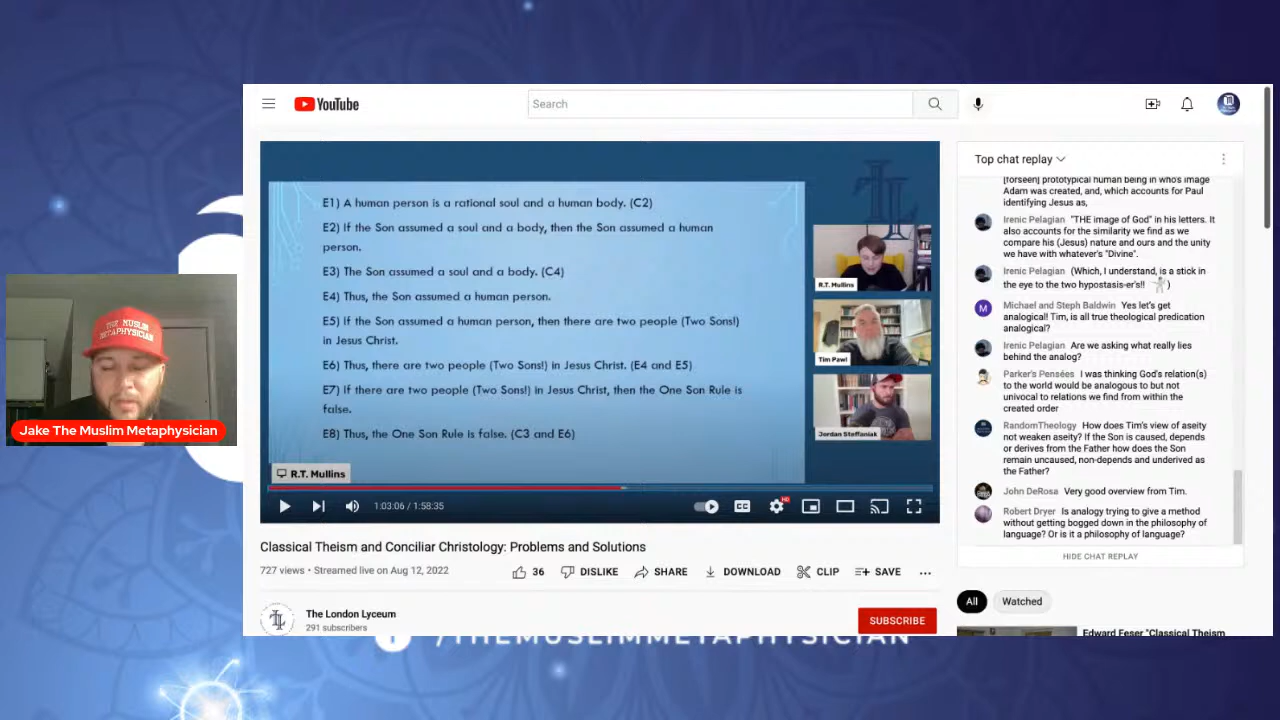 YouTube
Search
E1) A human person is a rational soul and a human body. (C2)
E2) If the Son assumed a soul and a body, then the Son assumed a human
person.
E3) The Son assumed a soul and a body. (C4)
E4) Thus, the Son assumed a human person.
E5) If the Son assumed a human person, then there are two people (Two Sons!)
in Jesus Christ.
E6) Thus, there are two people (Two Sons!) in Jesus Christ. (E4 and E5)
E7) If there are two people (Two Sons!) in Jesus Christ, then the One Son Rule is
false.
E8) Thus, the One Son Rule is false. (C3 and E6)
R.T. Mullins
R.T. Mullins
Tim Pawl
Jordan Steffaniak
1:03:06 / 1:58:35
CC
HD
Classical Theism and Conciliar Christology: Problems and Solutions
727 views • Streamed live on Aug 12, 2022
36
DISLIKE
SHARE
DOWNLOAD
CLIP
SAVE
The London Lyceum
291 subscribers
SUBSCRIBE
Top chat replay
[forseen] prototypical human being in who's image
Adam was created, and, which accounts for Paul
identifying Jesus as,
Irenic Pelagian "THE image of God" in his letters. It
also accounts for the similarity we find as we
compare his (Jesus) nature and ours and the unity
we have with whatever's "Divine".
Irenic Pelagian (Which, I understand, is a stick in
the eye to the two hypostasis-er's!! )
M
Michael and Steph Baldwin Yes let's get
analogical! Tim, is all true theological predication
analogical?
Irenic Pelagian Are we asking what really lies
behind the analog?
Parker's Pensées I was thinking God's relation(s)
to the world would be analogous to but not
univocal to relations we find from within the
created order
RandomTheology How does Tim's view of aseity
not weaken aseity? If the Son is caused, depends
or derives from the Father how does the Son
remain uncaused, non-depends and underived as
the Father?
John DeRosa Very good overview from Tim.
Robert Dryer Is analogy trying to give a method
without getting bogged down in the philosophy of
language? Or is it a philosophy of language?
HIDE CHAT REPLAY
All
Watched
Edward Feser "Classical Theism
THE MUSLIM
METAPHYSICIAN
Jake The Muslim Metaphysician
/THEMUSLIMMETAPHYSICIAN